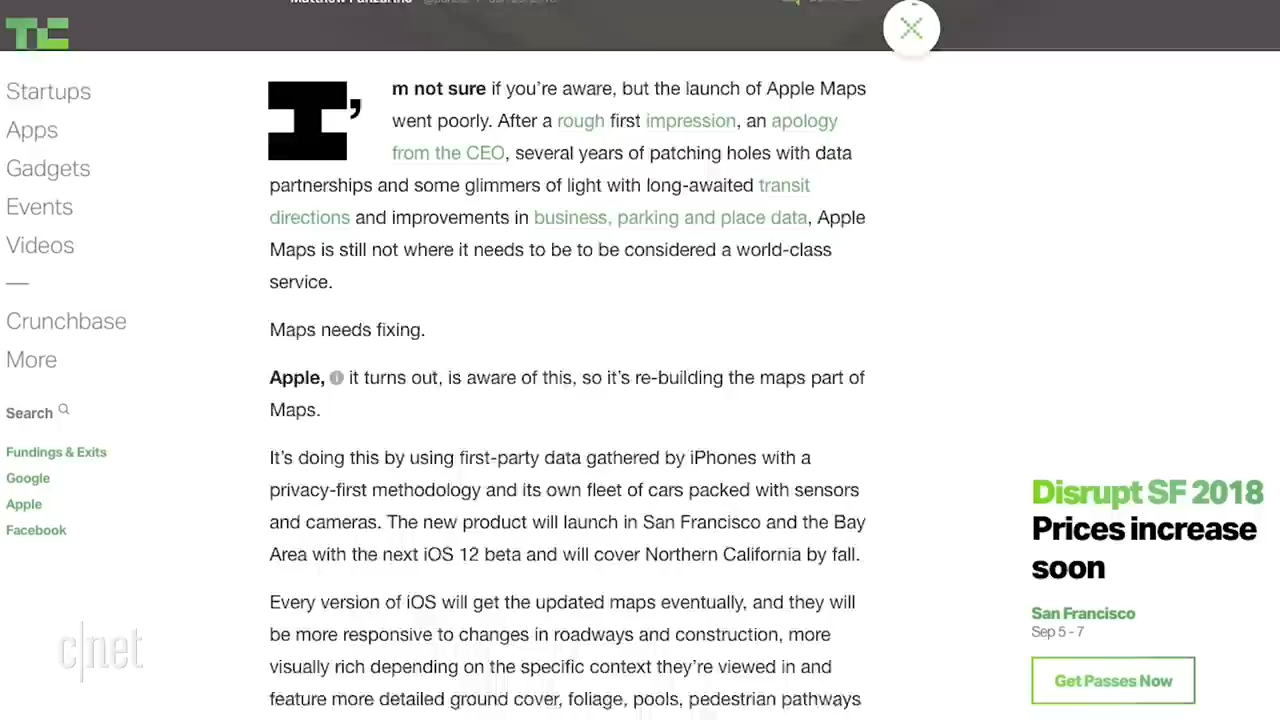 TC
Startups
Apps
Gadgets
Events
Videos
—
Crunchbase
More
Search
Fundings & Exits
Google
Apple
Facebook
I'm not sure if you're aware, but the launch of Apple Maps
went poorly. After a rough first impression, an apology
from the CEO, several years of patching holes with data
partnerships and some glimmers of light with long-awaited transit
directions and improvements in business, parking and place data, Apple
Maps is still not where it needs to be to be considered a world-class
service.
Maps needs fixing.
Apple, it turns out, is aware of this, so it's re-building the maps part of
Maps.
It's doing this by using first-party data gathered by iPhones with a
privacy-first methodology and its own fleet of cars packed with sensors
and cameras. The new product will launch in San Francisco and the Bay
Area with the next iOS 12 beta and will cover Northern California by fall.
Every version of iOS will get the updated maps eventually, and they will
be more responsive to changes in roadways and construction, more
visually rich depending on the specific context they're viewed in and
feature more detailed ground cover, foliage, pools, pedestrian pathways
Disrupt SF 2018
Prices increase
soon
San Francisco
Sep 5 - 7
Get Passes Now
c|net